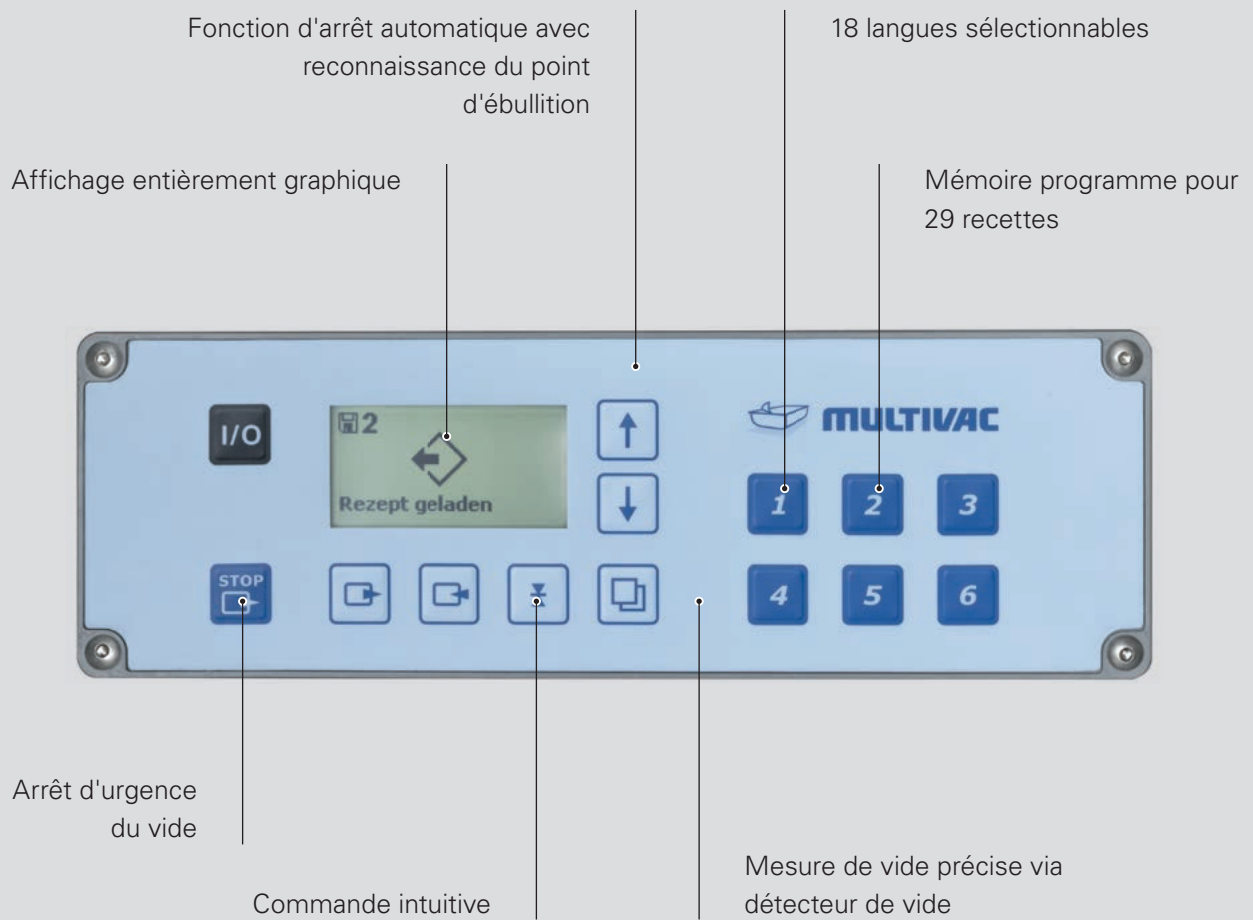 Fonction d'arrêt automatique avec
reconnaissance du point
d'ébullition
18 langues sélectionnables
Affichage entièrement graphique
Mémoire programme pour
29 recettes
I/O
2
Rezept geladen
MULTIVAC
1 2 3
STOP
4 5 6
Arrêt d'urgence
du vide
Commande intuitive
Mesure de vide précise via
détecteur de vide